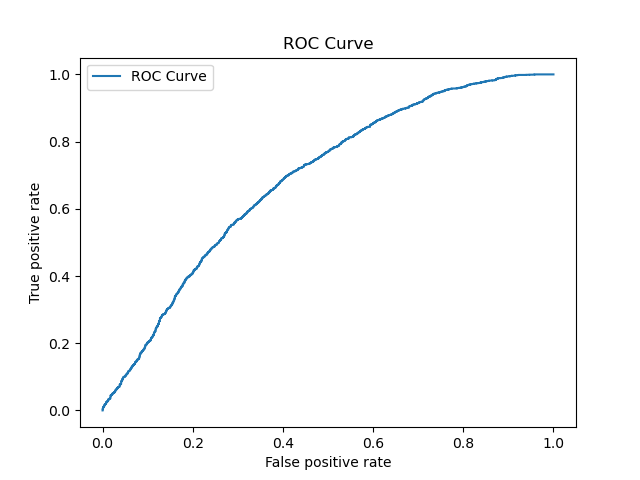 ROC Curve
ROC Curve
True positive rate
1.0
0.8
0.6
0.4
0.2
0.0
0.0 0.2 0.4 0.6 0.8 1.0
False positive rate